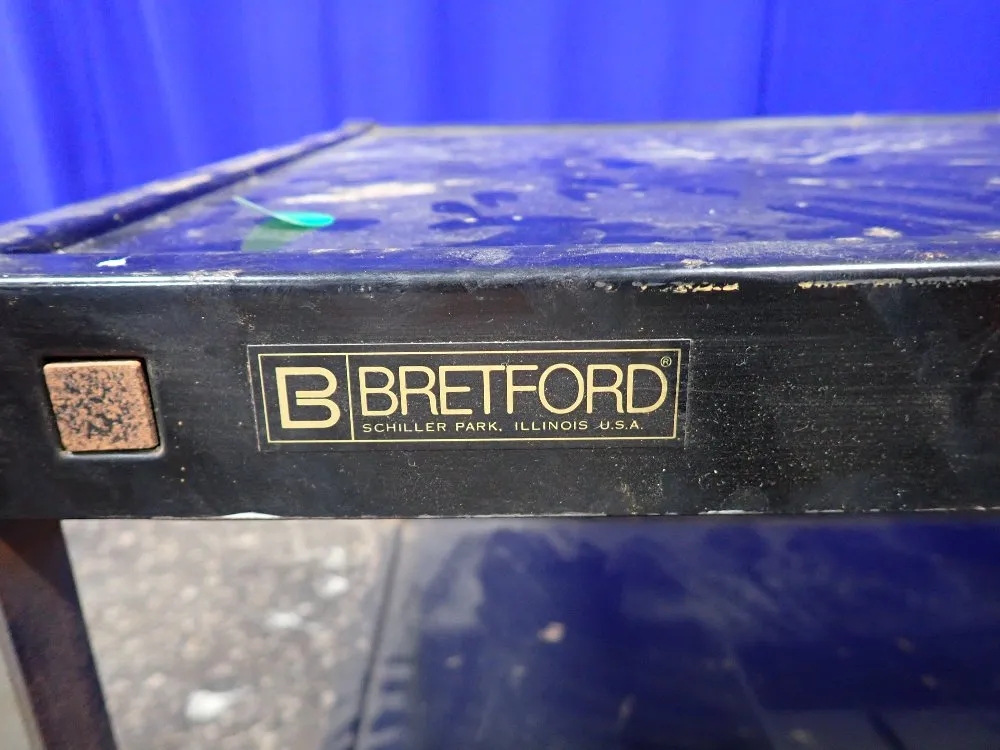 B BRETFORD®
SCHILLER PARK, ILLINOIS U.S.A.